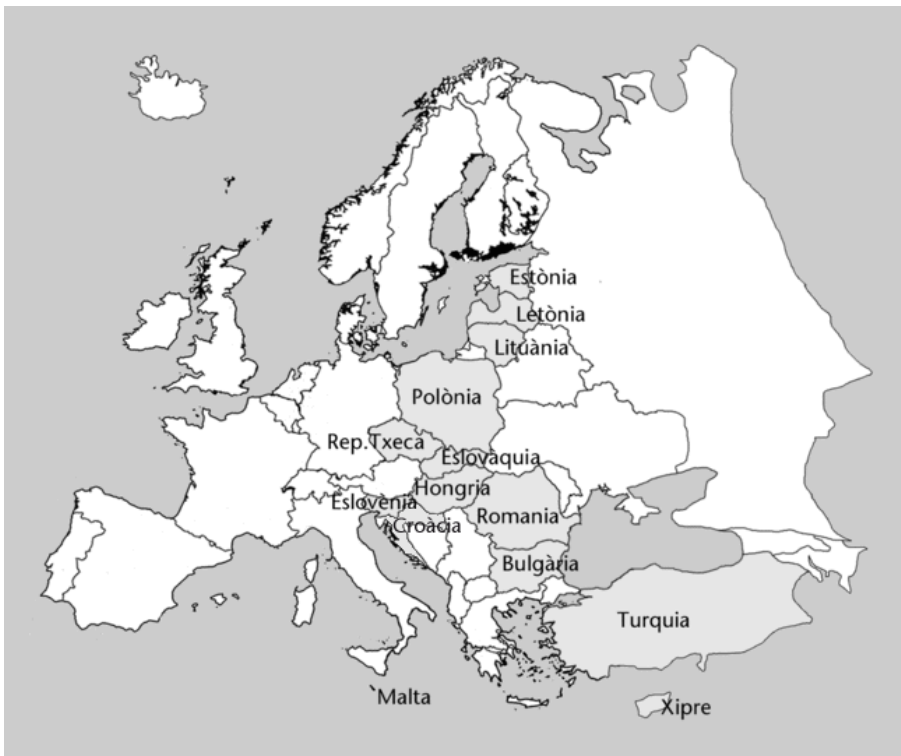 Estònia
Letònia
Lituània
Polònia
Rep.Txeca
Eslovàquia
Hongria
Eslovènia
Romania
Croàcia
Bulgària
Turquia
Malta
Xipre